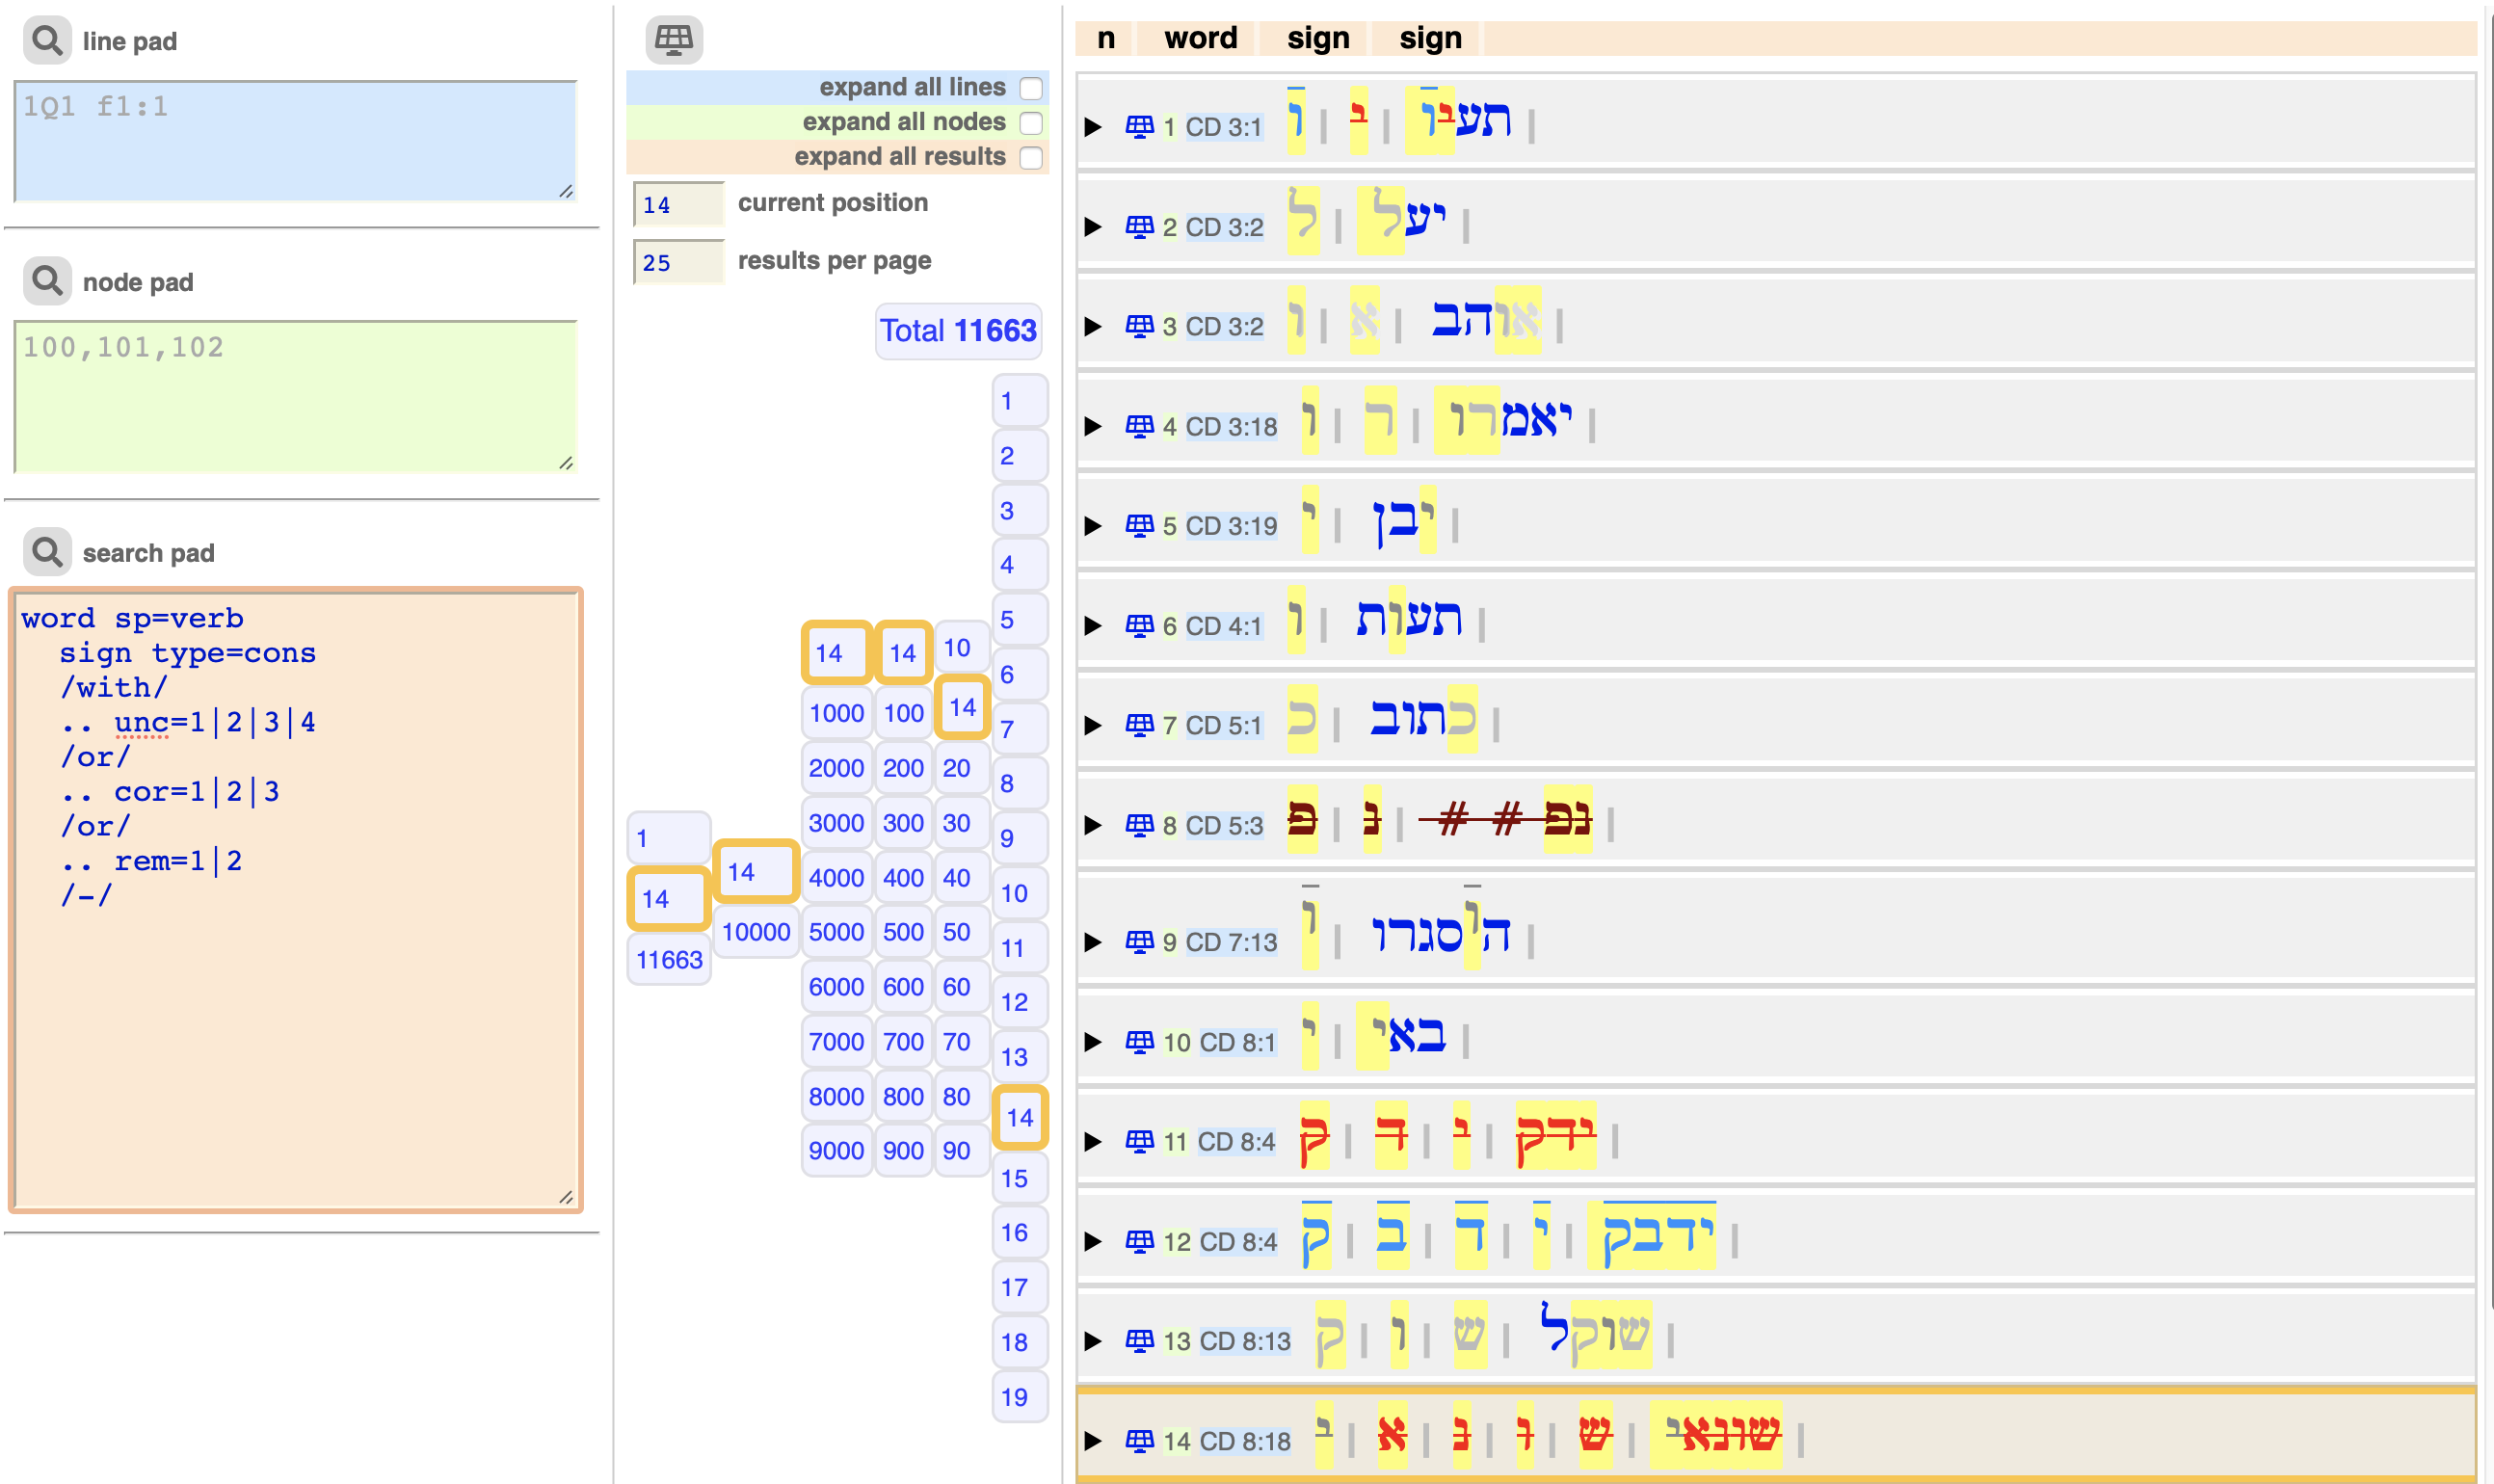 line pad
1Q1 f1:1
node pad
100,101,102
search pad
word sp=verb
sign type=cons
/with/
.. unc=1|2|3|4
/or/
.. cor=1|2|3
/or/
.. rem=1|2
/-/
expand all lines
expand all nodes
expand all results
14 current position
25 results per page
Total 11663
1
14
11663
14
10000
14
1000
2000
3000
4000
5000
6000
7000
8000
9000
14
100
200
300
400
500
600
700
800
900
10
14
20
30
40
50
60
70
80
90
1
2
3
4
5
6
7
8
9
10
11
12
13
14
15
16
17
18
19
n word sign sign
1 CD 3:1 ו | ב | תעבו |
2 CD 3:2 ל | יעל |
3 CD 3:2 ו | א | אוהב |
4 CD 3:18 ו | ר | יאמרו |
5 CD 3:19 י | יבן |
6 CD 4:1 ו | תעות |
7 CD 5:1 כ | כתוב |
8 CD 5:3 פ | נ | נפ # # |
9 CD 7:13 ו | הוסגרו |
10 CD 8:1 י | באי |
11 CD 8:4 ק | ד | י | ידק |
12 CD 8:4 ק | ב | ד | י | ידבק |
13 CD 8:13 ק | ו | ש | שוקל |
14 CD 8:18 י | א | נ | ו | ש | שונאי |